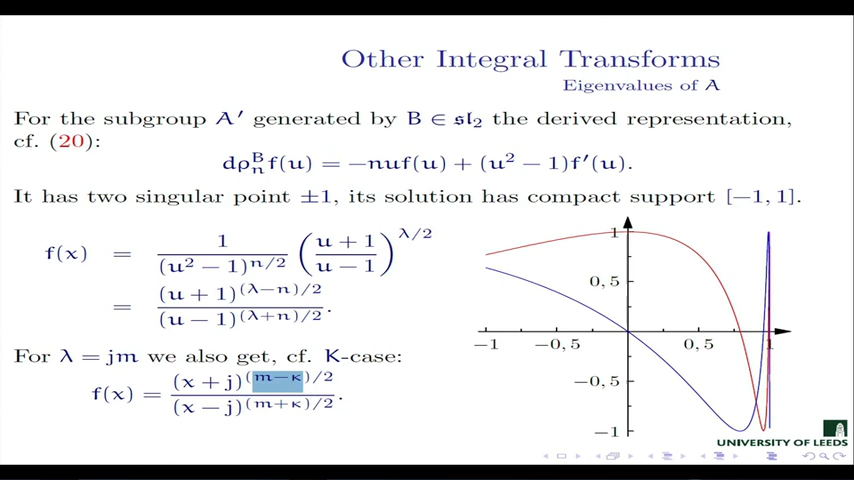 Other Integral Transforms
Eigenvalues of A
For the subgroup A′ generated by B ∈ 𝔰𝔩₂ the derived representation,
cf. (20):
dρₙᴮf(u) = −nuf(u) + (u² − 1)f′(u).
It has two singular point ±1, its solution has compact support [−1, 1].
f(x) = 1 / (u² − 1)^{n/2} ((u + 1) / (u − 1))^{λ/2}
= (u + 1)^{(λ−n)/2} / (u − 1)^{(λ+n)/2}.
For λ = jm we also get, cf. K-case:
f(x) = (x + j)^{(m−κ)/2} / (x − j)^{(m+κ)/2}.
1
0, 5
−1 −0, 5 0, 5 1
−0, 5
−1
UNIVERSITY OF LEEDS